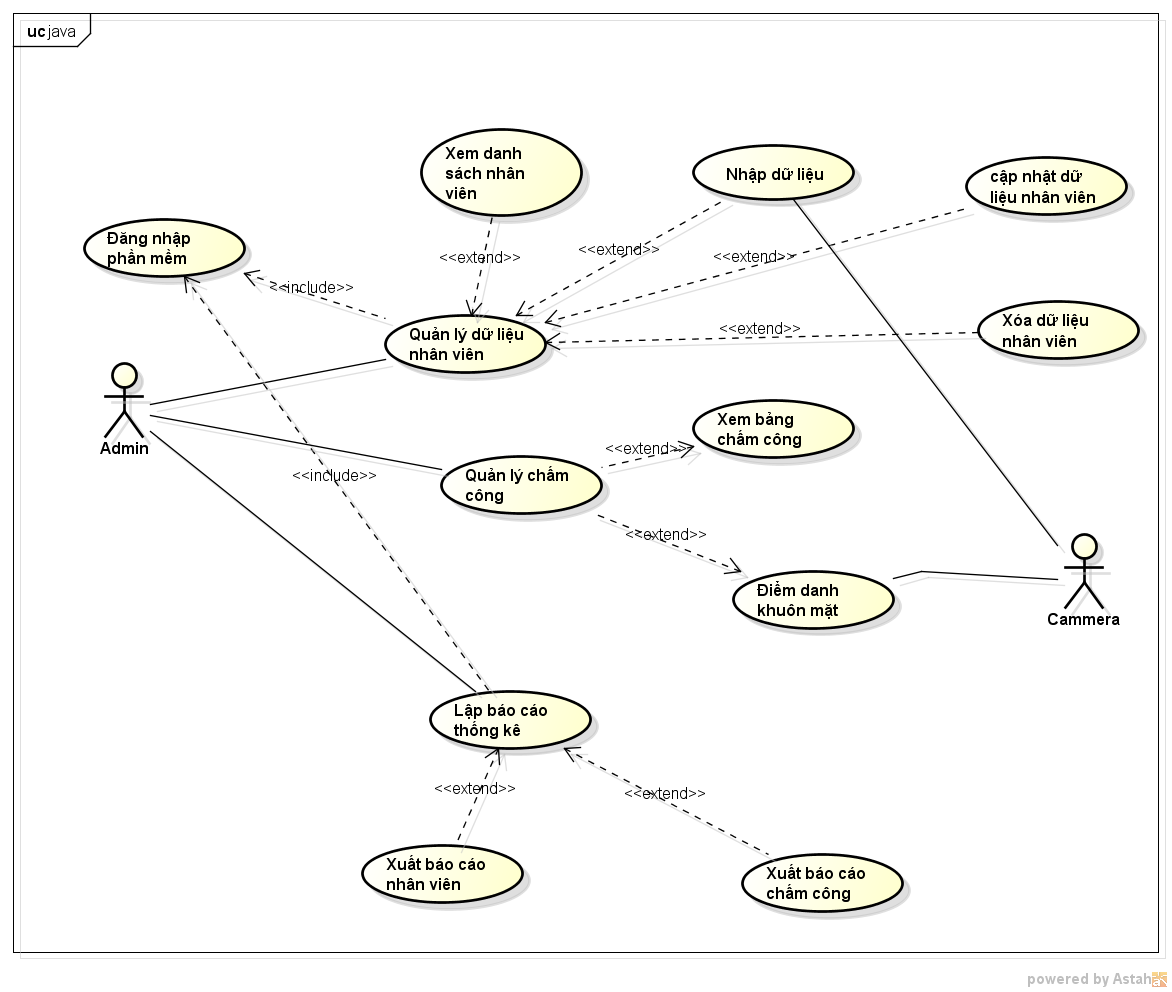 uc java
Xem danh
sách nhân
viên
Nhập dữ liệu
cập nhật dữ
liệu nhân viên
Đăng nhập
phần mềm
<<extend>>
<<extend>>
<<extend>>
<<include>>
Quản lý dữ liệu
nhân viên
<<extend>>
Xóa dữ liệu
nhân viên
Admin
Xem bảng
chấm công
<<extend>>
<<include>>
Quản lý chấm
công
<<extend>>
Điểm danh
khuôn mặt
Cammera
Lập báo cáo
thống kê
<<extend>>
<<extend>>
Xuất báo cáo
nhân viên
Xuất báo cáo
chấm công
powered by Astah